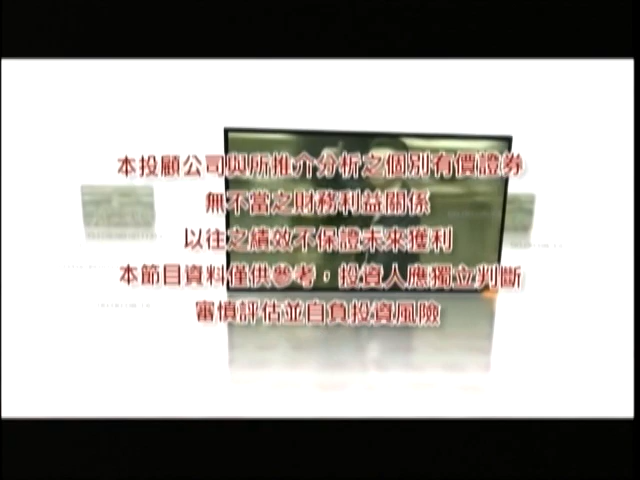 本投顧公司與所推介分析之個別有價證券
無不當之財務利益關係
以往之績效不保證未來獲利
本節目資料僅供參考，投資人應獨立判斷
審慎評估並自負投資風險